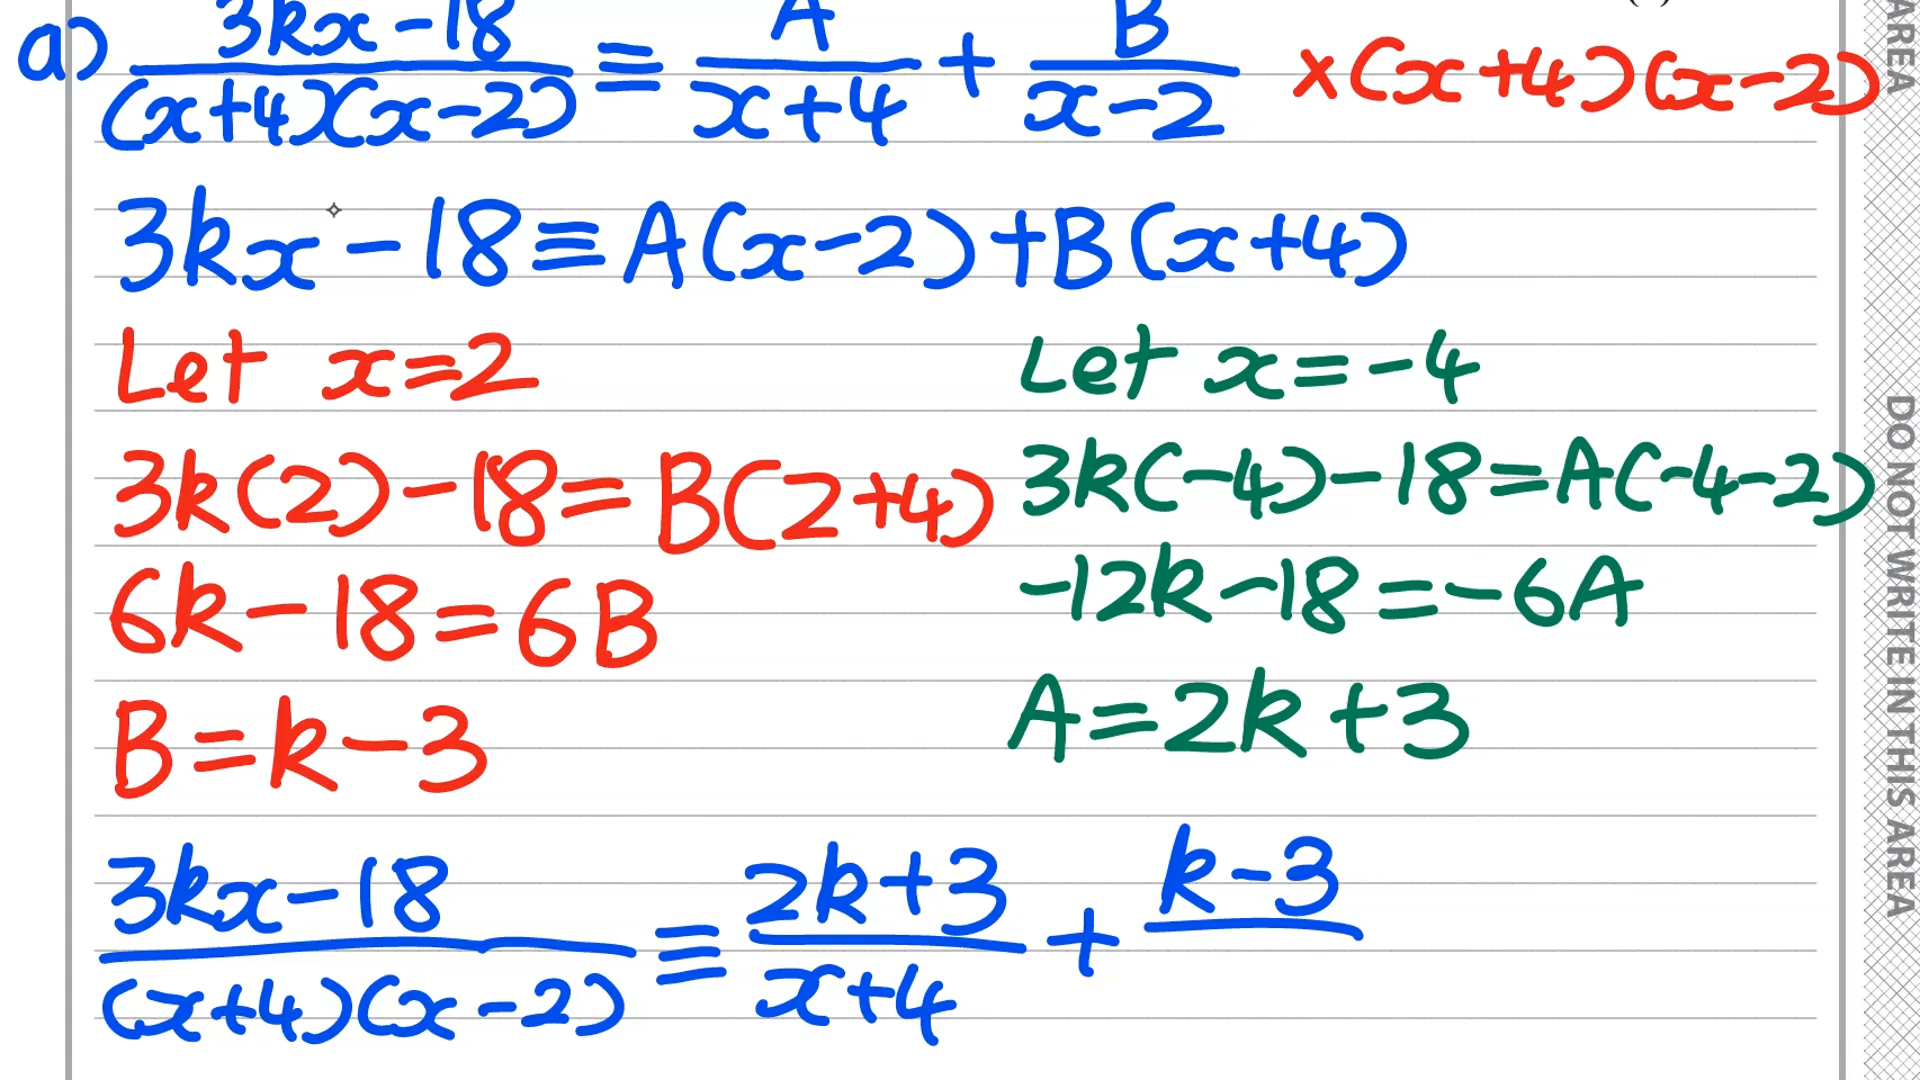 a) 3kx-18 / (x+4)(x-2) ≡ A / x+4 + B / x-2 ×(x+4)(x-2)
3kx-18≡A(x-2)+B(x+4)
Let x=2
3k(2)-18=B(2+4)
6k-18=6B
B=k-3
Let x=-4
3k(-4)-18=A(-4-2)
-12k-18=-6A
A=2k+3
3kx-18 / (x+4)(x-2) ≡ 2k+3 / x+4 + k-3 /
AREA
DO NOT WRITE IN THIS AREA